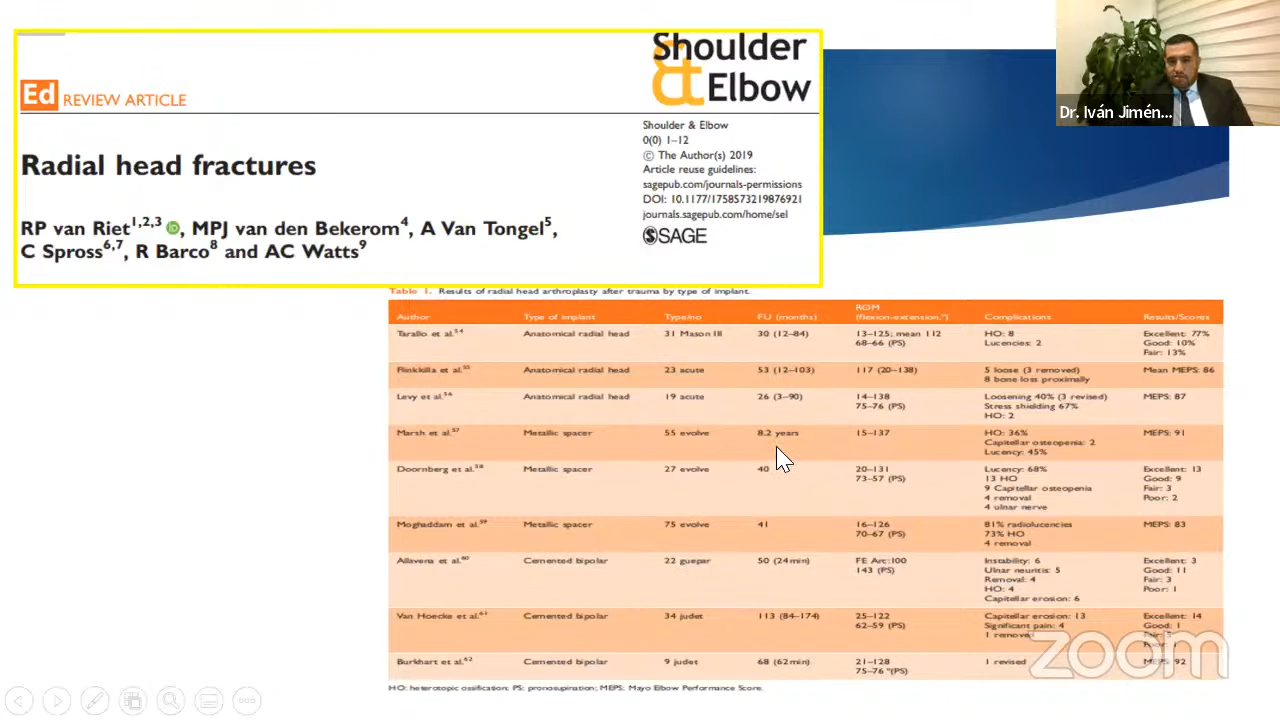 Shoulder
& Elbow
Ed REVIEW ARTICLE
Shoulder & Elbow
0(0) 1–12
© The Author(s) 2019
Article reuse guidelines:
sagepub.com/journals-permissions
DOI: 10.1177/1758573219876921
journals.sagepub.com/home/sel
SAGE
Radial head fractures
RP van Riet1,2,3, MPJ van den Bekerom4, A Van Tongel5,
C Spross6,7, R Barco8 and AC Watts9
Dr. Iván Jimén...
Table 1. Results of radial head arthroplasty after trauma by type of implant.
Author Type of implant Type/no FU (months) ROM (flexion-extension,°) Complications Results/Scores
Tarallo et al.54 Anatomical radial head 31 Mason III 30 (12–84) 13–125; mean 112 HO: 8 Excellent: 77%
68–66 (PS) Lucencies: 2 Good: 10%
Fair: 13%
Flinkkilla et al.55 Anatomical radial head 23 acute 53 (12–103) 117 (20–138) 5 loose (3 removed) Mean MEPS: 86
8 bone loss proximally
Levy et al.56 Anatomical radial head 19 acute 26 (3–90) 14–138 Loosening 40% (3 revised) MEPS: 87
75–76 (PS) Stress shielding 67%
HO: 2
Marsh et al.57 Metallic spacer 55 evolve 8.2 years 15–137 HO: 36% MEPS: 91
Capitellar osteopenia: 2
Lucency: 45%
Doornberg et al.58 Metallic spacer 27 evolve 40 20–131 Lucency: 68% Excellent: 13
73–57 (PS) 13 HO Good: 9
9 Capitellar osteopenia Fair: 3
4 removal Poor: 2
4 ulnar nerve
Moghaddam et al.59 Metallic spacer 75 evolve 41 16–126 81% radiolucencies MEPS: 83
70–67 (PS) 73% HO
4 removal
Allavena et al.60 Cemented bipolar 22 guepar 50 (24min) FE Arc:100 Instability: 6 Excellent: 3
143 (PS) Ulnar neuritis: 5 Good: 11
Removal: 4 Fair: 3
HO: 4 Poor: 1
Capitellar erosion: 6
Van Hoecke et al.61 Cemented bipolar 34 judet 113 (84–174) 25–122 Capitellar erosion: 13 Excellent: 14
62–59 (PS) Significant pain: 4 Good: 1
1 removed Fair:
Poor:
Burkhart et al.62 Cemented bipolar 9 judet 68 (62min) 21–128 1 revised MEPS: 92
75–76 °(PS)
HO: heterotopic ossification; PS: pronosupination; MEPS: Mayo Elbow Performance Score.
zoom